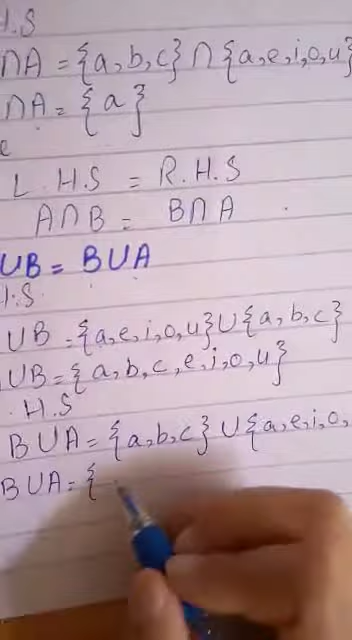 H.S
∩A = {a, b, c} ∩ {a, e, i, o, u}
∩A = {a}
e
L.H.S = R.H.S
A∩B = B∩A
UB = BUA
H.S
UB = {a, e, i, o, u} U {a, b, c}
UB = {a, b, c, e, i, o, u}
.H.S
BUA = {a, b, c} U {a, e, i, o,
BUA = {